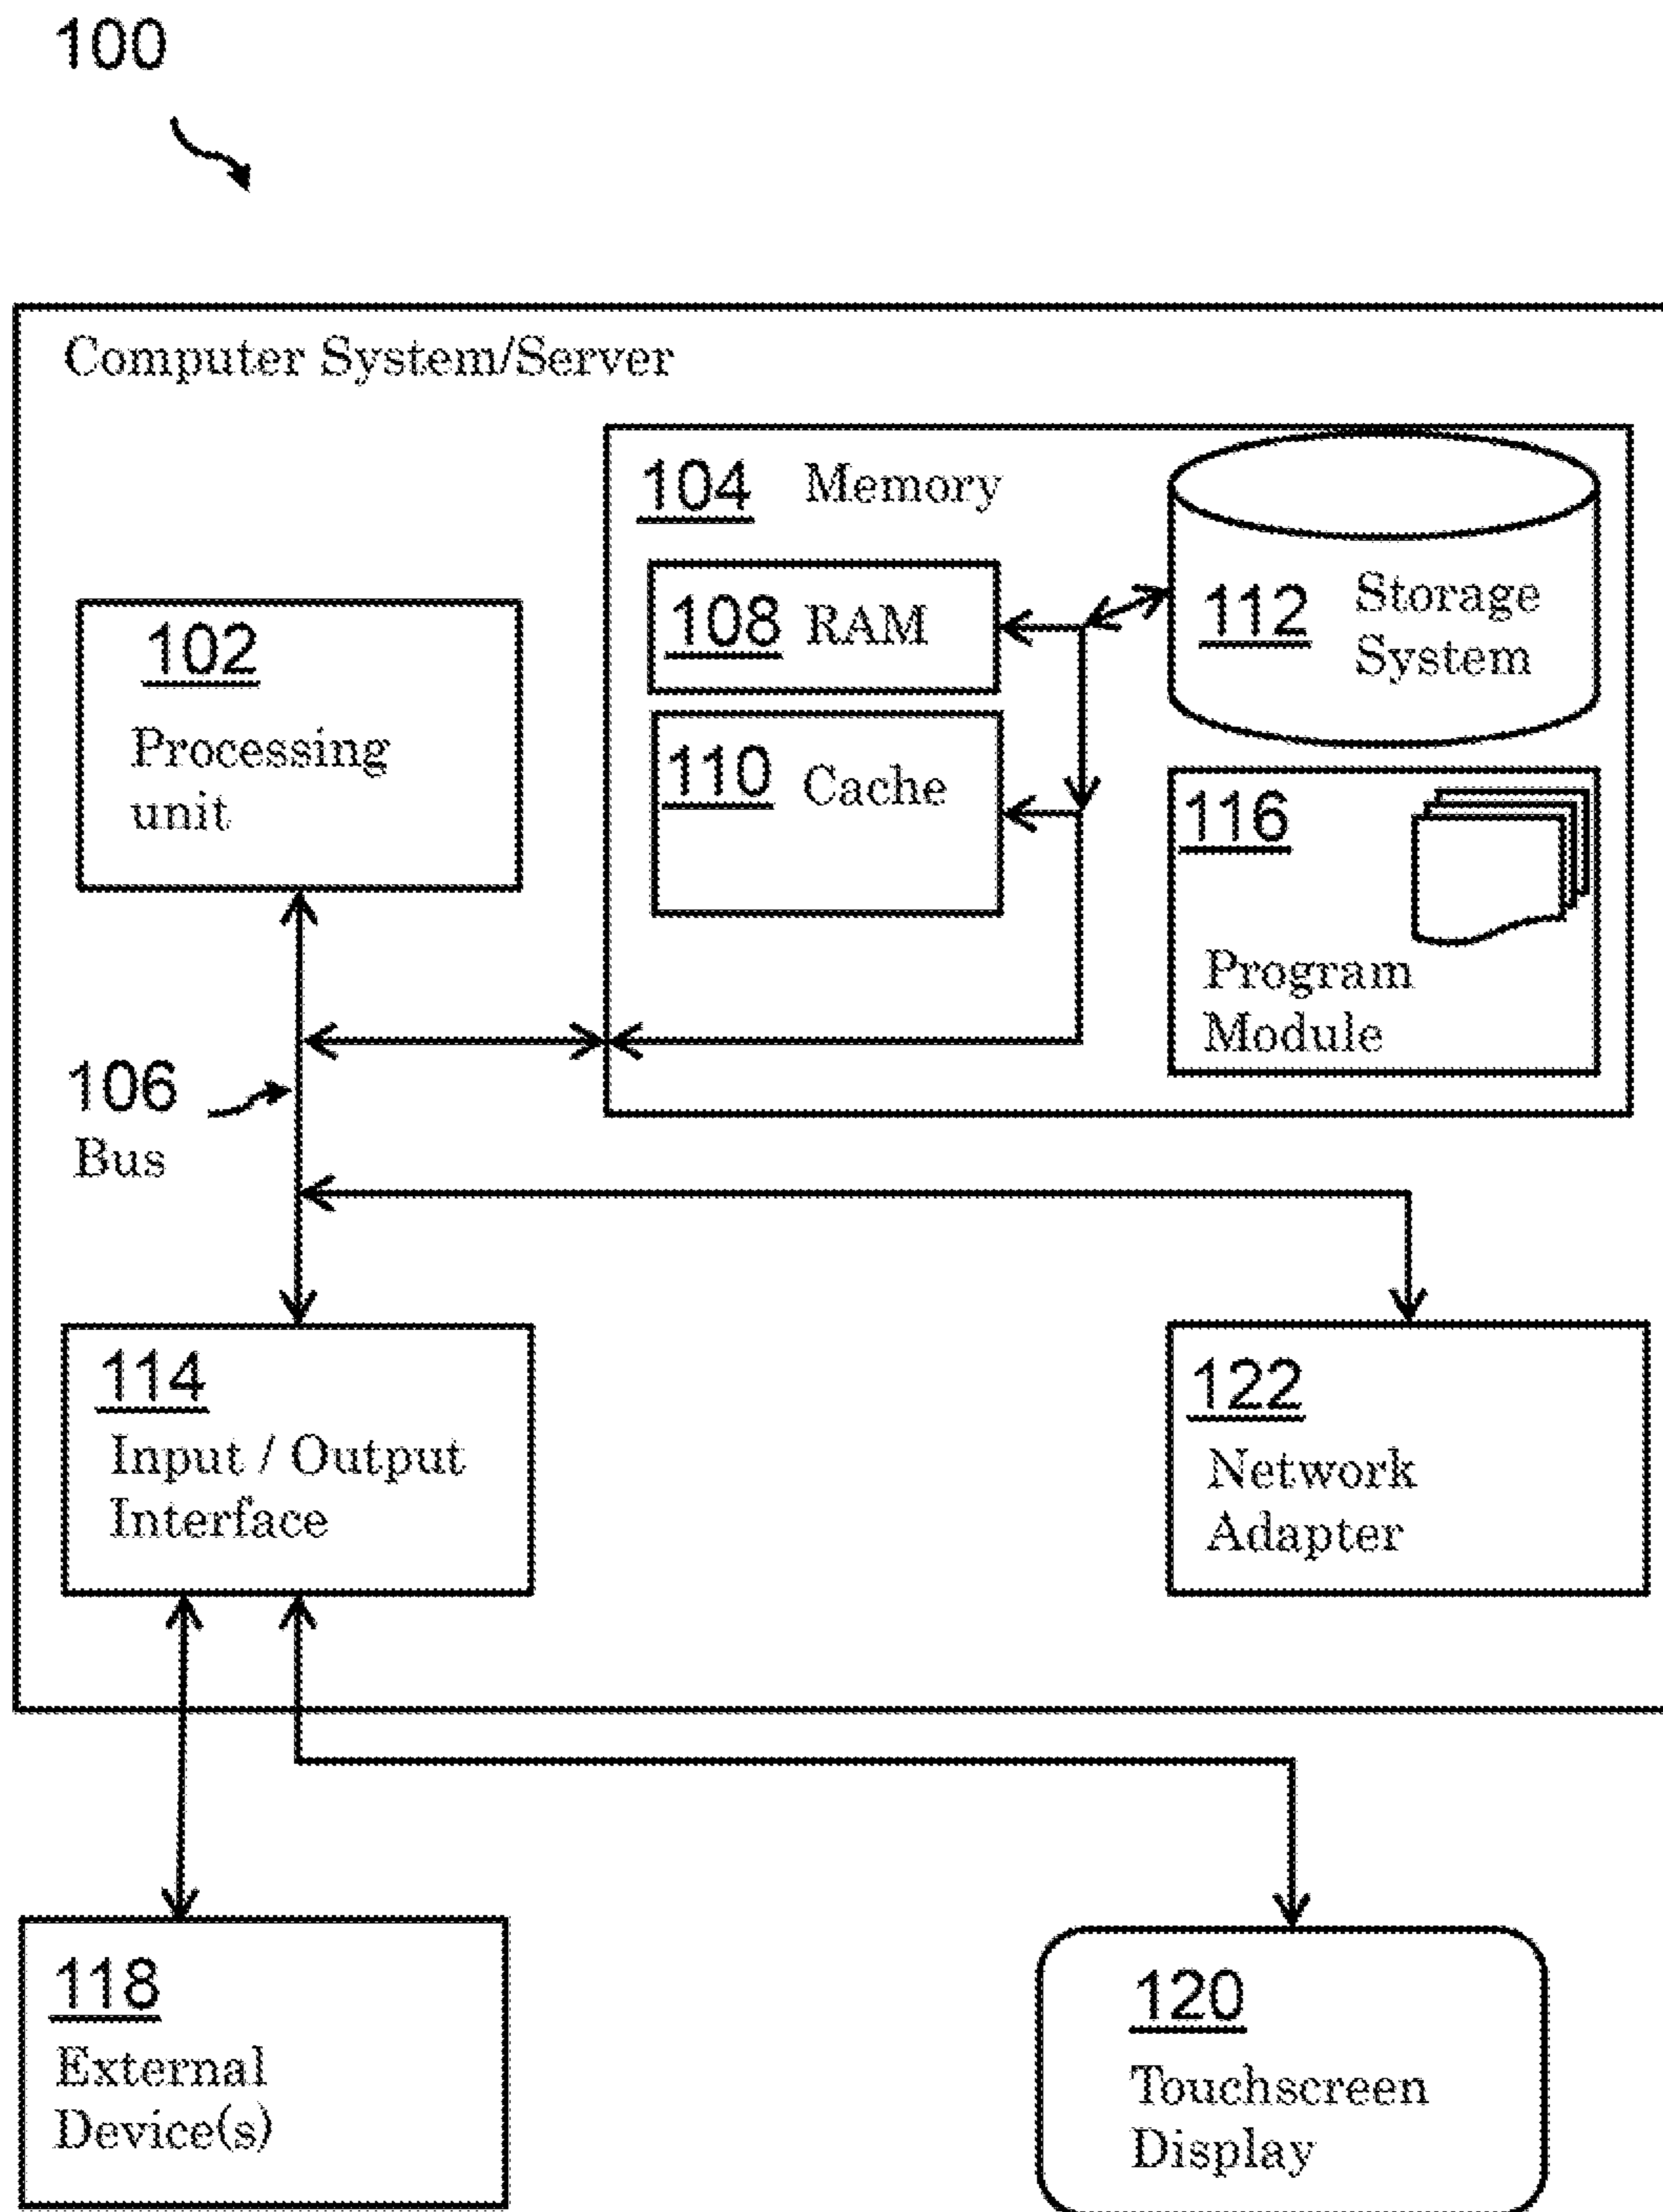 100
Computer System/Server
104 Memory
108 RAM
112 Storage
System
102
Processing
unit
110 Cache
116
Program
Module
106
Bus
114
Input / Output
Interface
122
Network
Adapter
118
External
Device(s)
120
Touchscreen
Display